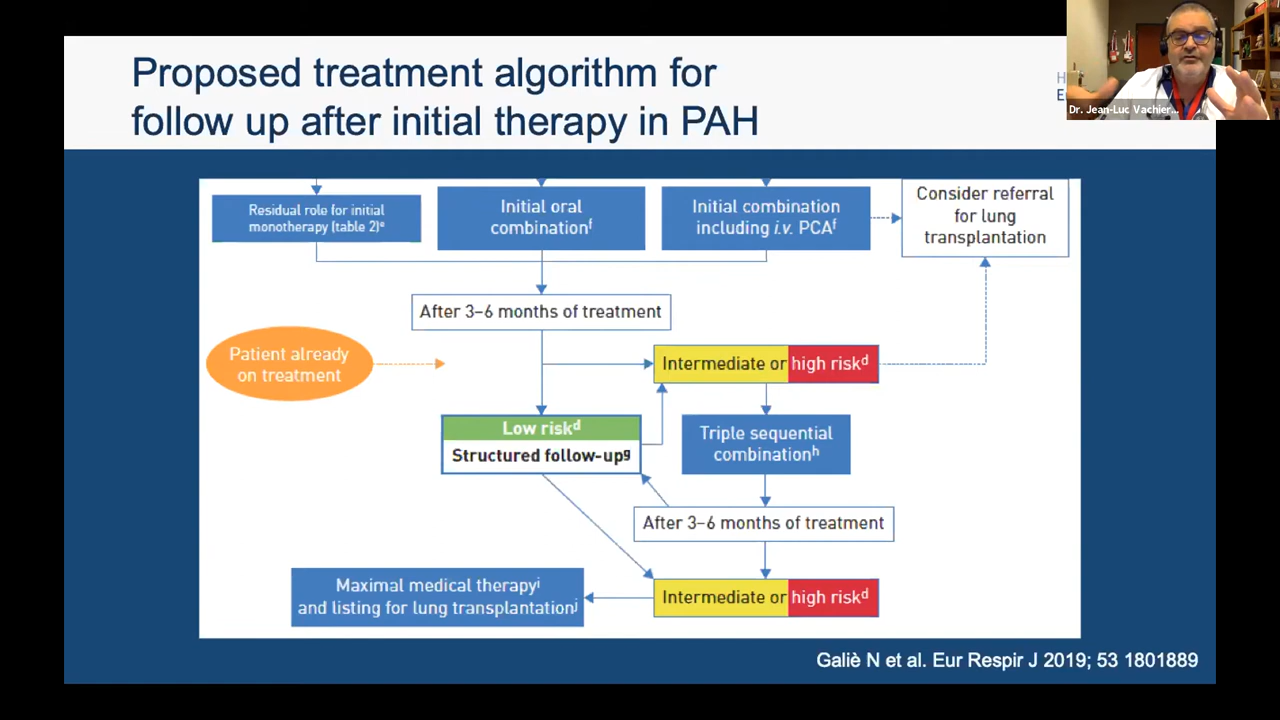 Proposed treatment algorithm for
follow up after initial therapy in PAH
H
E
Dr. Jean-Luc Vachier...
Residual role for initial
monotherapy (table 2)ᵉ
Initial oral
combinationᶠ
Initial combination
including i.v. PCAᶠ
Consider referral
for lung
transplantation
After 3–6 months of treatment
Patient already
on treatment
Intermediate or high riskᵈ
Low riskᵈ
Structured follow-upᵍ
Triple sequential
combinationʰ
After 3–6 months of treatment
Maximal medical therapyⁱ
and listing for lung transplantationʲ
Intermediate or high riskᵈ
Galiè N et al. Eur Respir J 2019; 53 1801889